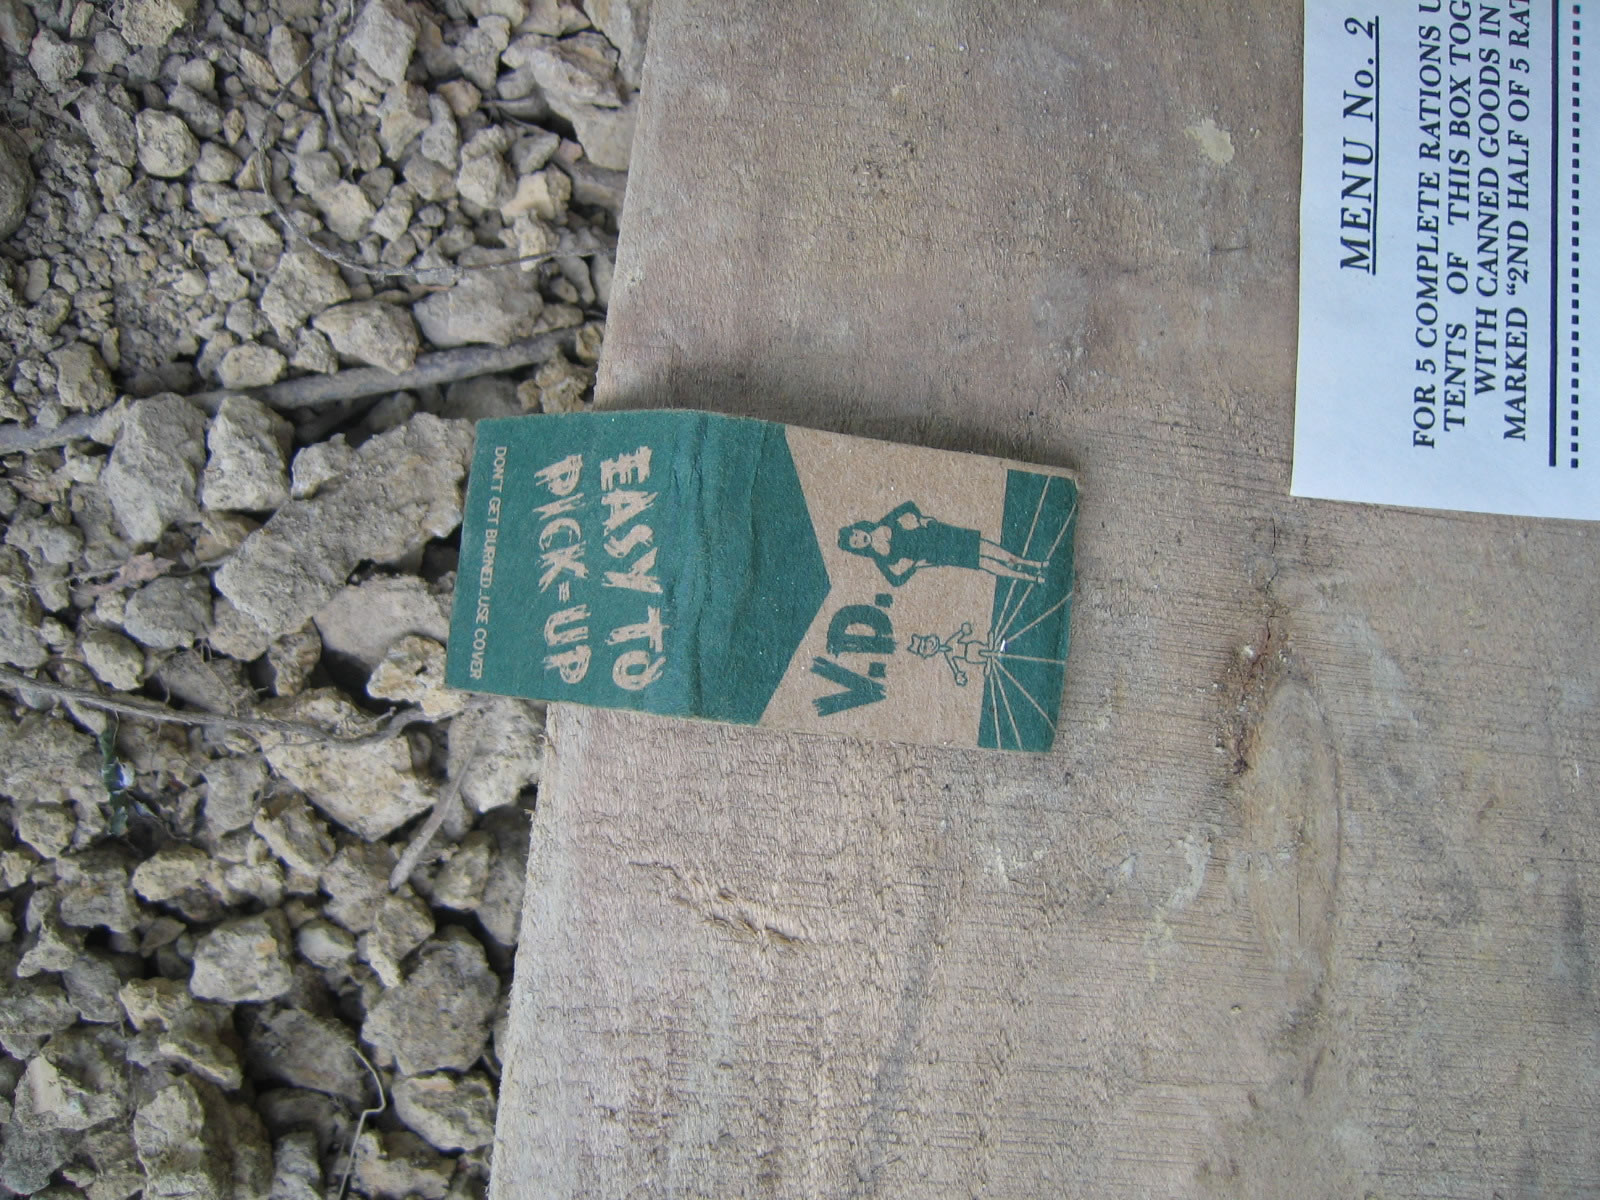 EASY TO
PICK-UP
DON'T GET BURNED..USE COVER
V.D.
MENU No. 2
FOR 5 COMPLETE RATIONS U
TENTS OF THIS BOX TOG
WITH CANNED GOODS IN
MARKED "2ND HALF OF 5 RAT